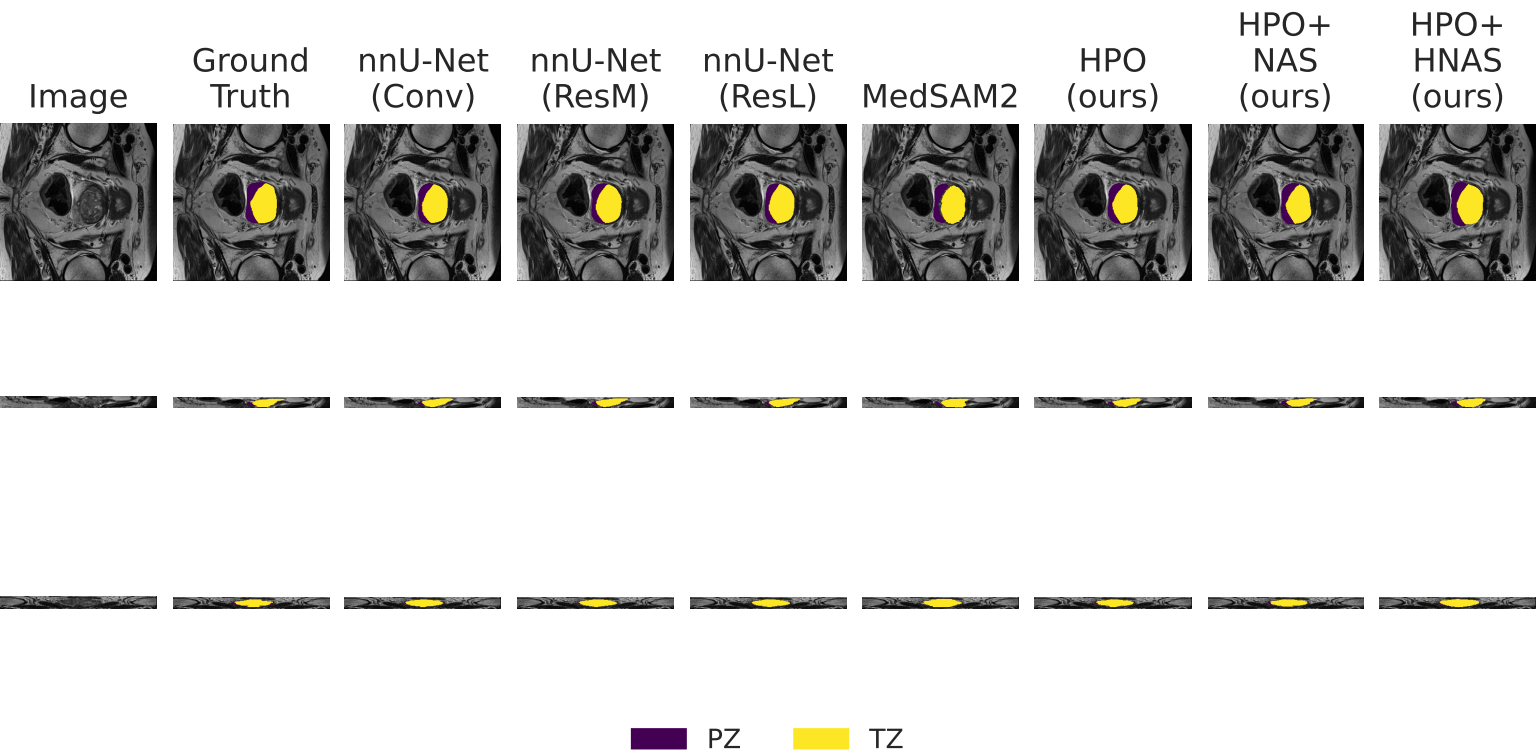 Image
Ground
Truth
nnU-Net
(Conv)
nnU-Net
(ResM)
nnU-Net
(ResL)
MedSAM2
HPO
(ours)
HPO+
NAS
(ours)
HPO+
HNAS
(ours)
PZ
TZ